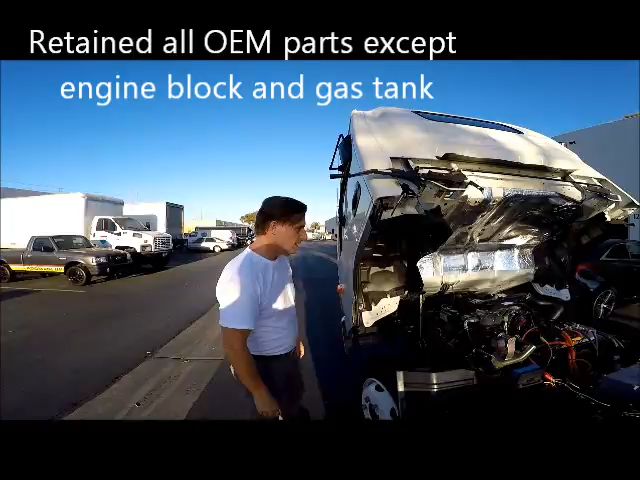 Retained all OEM parts except
engine block and gas tank